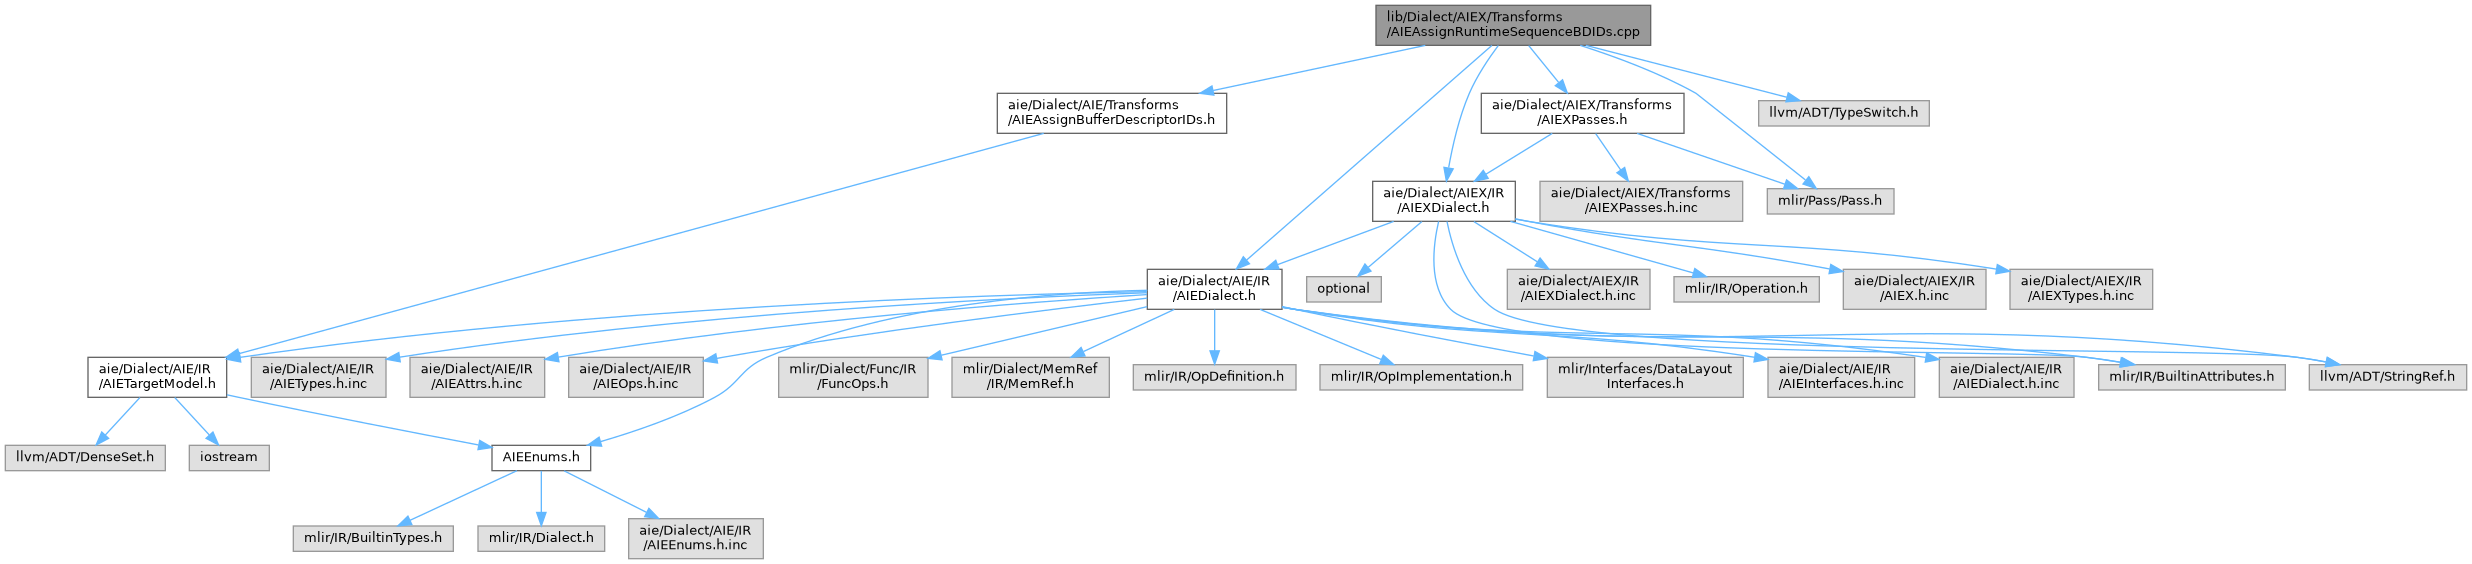 lib/Dialect/AIEX/Transforms
/AIEAssignRuntimeSequenceBDIDs.cpp
aie/Dialect/AIE/Transforms
/AIEAssignBufferDescriptorIDs.h
aie/Dialect/AIEX/Transforms
/AIEXPasses.h
llvm/ADT/TypeSwitch.h
aie/Dialect/AIEX/IR
/AIEXDialect.h
aie/Dialect/AIEX/Transforms
/AIEXPasses.h.inc
mlir/Pass/Pass.h
aie/Dialect/AIE/IR
/AIEDialect.h
optional
aie/Dialect/AIEX/IR
/AIEXDialect.h.inc
mlir/IR/Operation.h
aie/Dialect/AIEX/IR
/AIEX.h.inc
aie/Dialect/AIEX/IR
/AIEXTypes.h.inc
aie/Dialect/AIE/IR
/AIETargetModel.h
aie/Dialect/AIE/IR
/AIETypes.h.inc
aie/Dialect/AIE/IR
/AIEAttrs.h.inc
aie/Dialect/AIE/IR
/AIEOps.h.inc
mlir/Dialect/Func/IR
/FuncOps.h
mlir/Dialect/MemRef
/IR/MemRef.h
mlir/IR/OpDefinition.h
mlir/IR/OpImplementation.h
mlir/Interfaces/DataLayout
Interfaces.h
aie/Dialect/AIE/IR
/AIEInterfaces.h.inc
aie/Dialect/AIE/IR
/AIEDialect.h.inc
mlir/IR/BuiltinAttributes.h
llvm/ADT/StringRef.h
llvm/ADT/DenseSet.h
iostream
AIEEnums.h
mlir/IR/BuiltinTypes.h
mlir/IR/Dialect.h
aie/Dialect/AIE/IR
/AIEEnums.h.inc